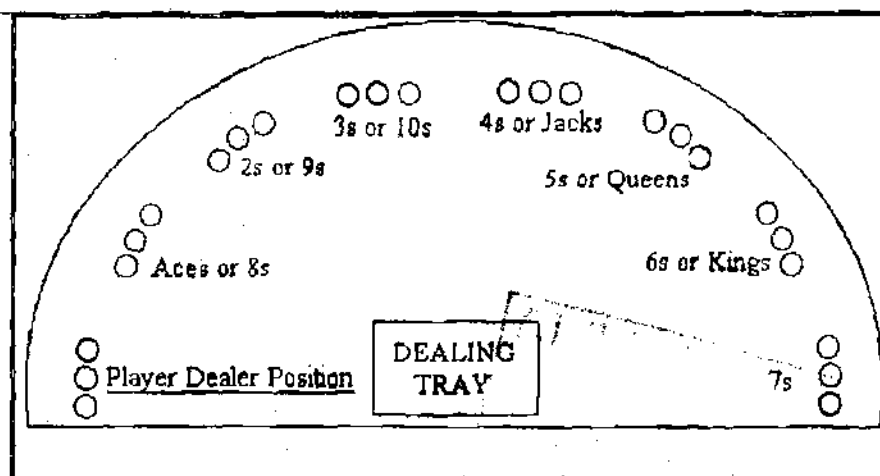 3s or 10s
4s or Jacks
2s or 9s
5s or Queens
Aces or 8s
6s or Kings
Player Dealer Position
DEALING
TRAY
7s